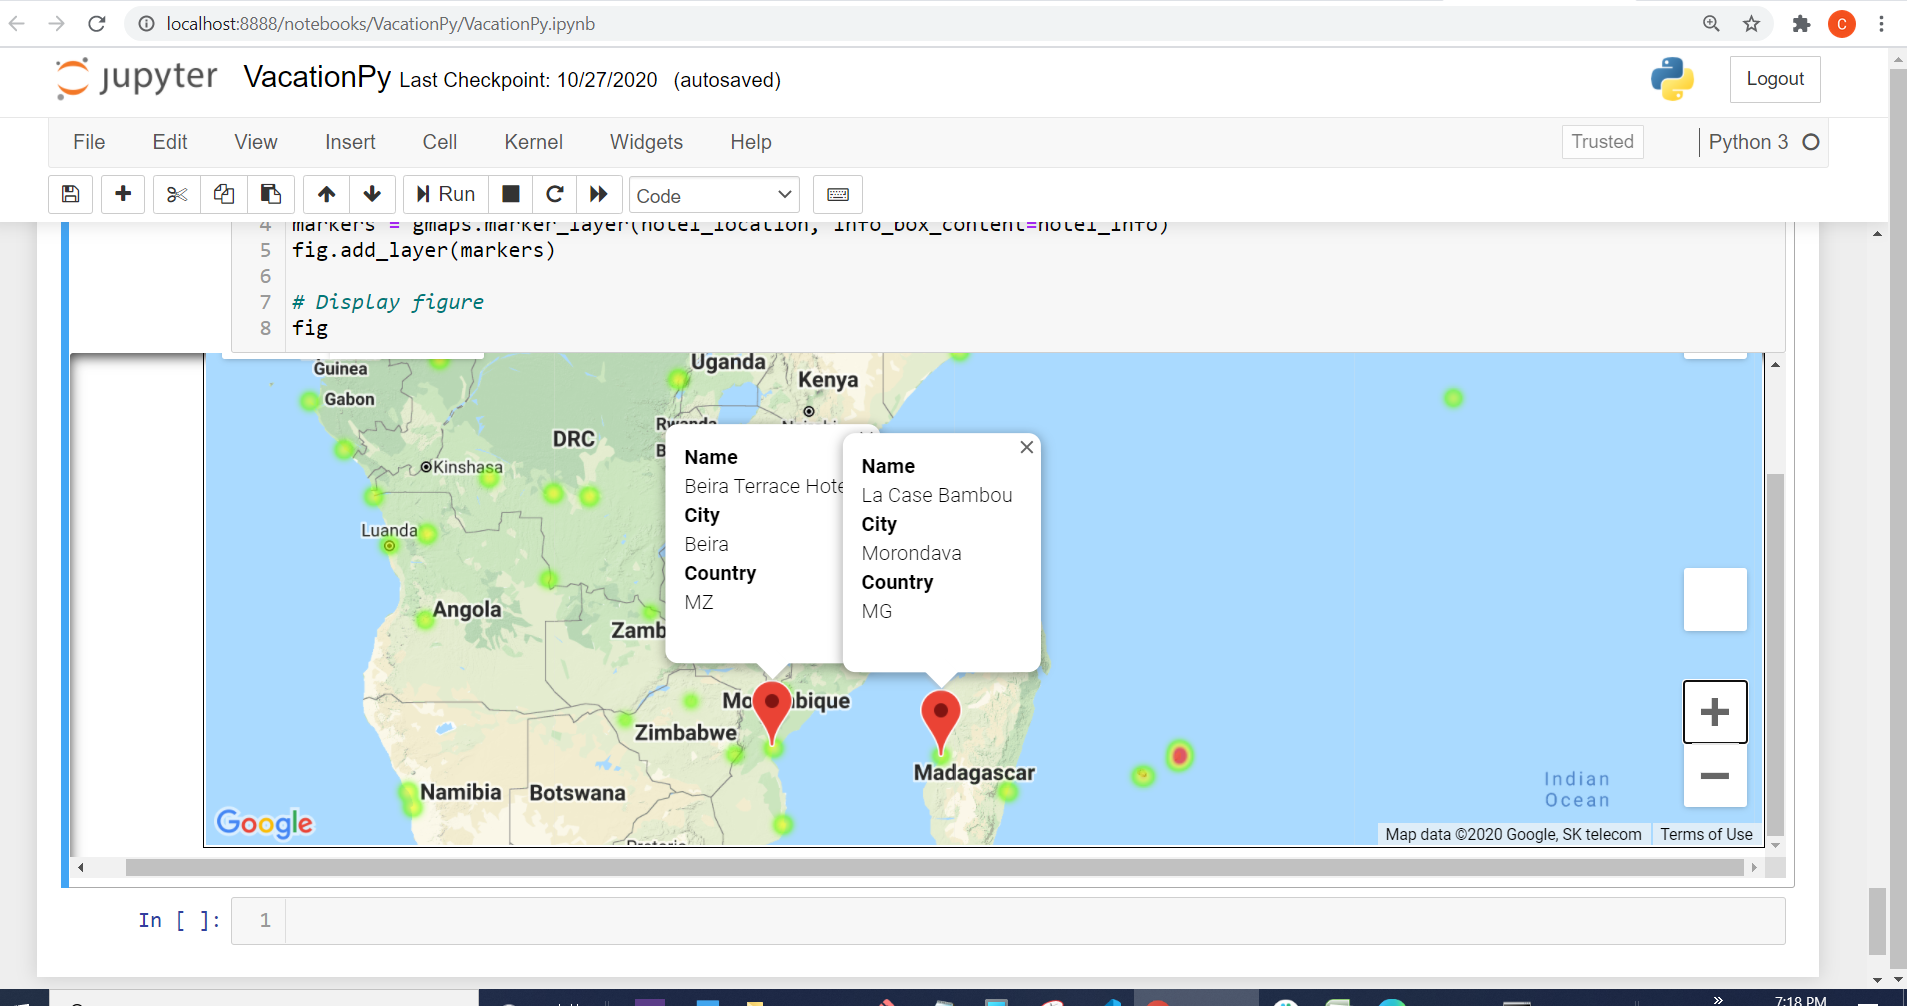 localhost:8888/notebooks/VacationPy/VacationPy.ipynb
C
jupyter VacationPy Last Checkpoint: 10/27/2020 (autosaved)
Logout
File Edit View Insert Cell Kernel Widgets Help
Trusted
Python 3
Run
Code
4 markers = gmaps.marker_layer(hotel_location, info_box_content=hotel_info)
5 fig.add_layer(markers)
6
7 # Display figure
8 fig
Guinea
Uganda
Kenya
Gabon
DRC
Kinshasa
Luanda
Angola
Name
Beira Terrace Hote
City
Beira
Country
MZ
Name
La Case Bambou
City
Morondava
Country
MG
Zamb
Mo bique
Zimbabwe
Madagascar
Namibia
Botswana
Indian
Ocean
Google
Map data ©2020 Google, SK telecom
Terms of Use
In [ ]: 1
7:18 PM